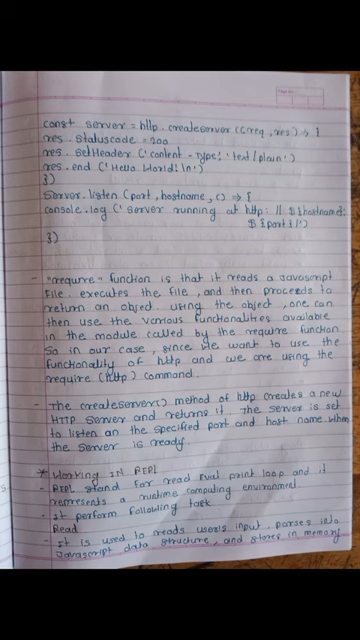 Page No.
const server = http.createserver ((req, res) => {
res.statuscode = 200
res.setHeader ('content-Type', 'text/plain')
res.end ('Hello World!\n')
})
Server.listen (port, hostname, () => {
console.log ('server running at http://${hostname}:
${port}/')
})
- "require" function is that it reads a Javascript
file. executes the file, and then proceeds to
return an object. using the object, one can
then use the various functionalities available
in the module called by the require function.
So in our case, since we want to use the
functionality of http and we are using the
require (http) command.
- The createserver() method of http creates a new
HTTP server and returns it. The server is set
to listen an the specified port and host name. When
the server is ready.
* Working IN REPL
- REPL stand for read Eval print loop and it
represents a runtime computing environment.
- It perform following task
Read
- It is used to reads users input, parses into
Javascript data structure, and stores in memory